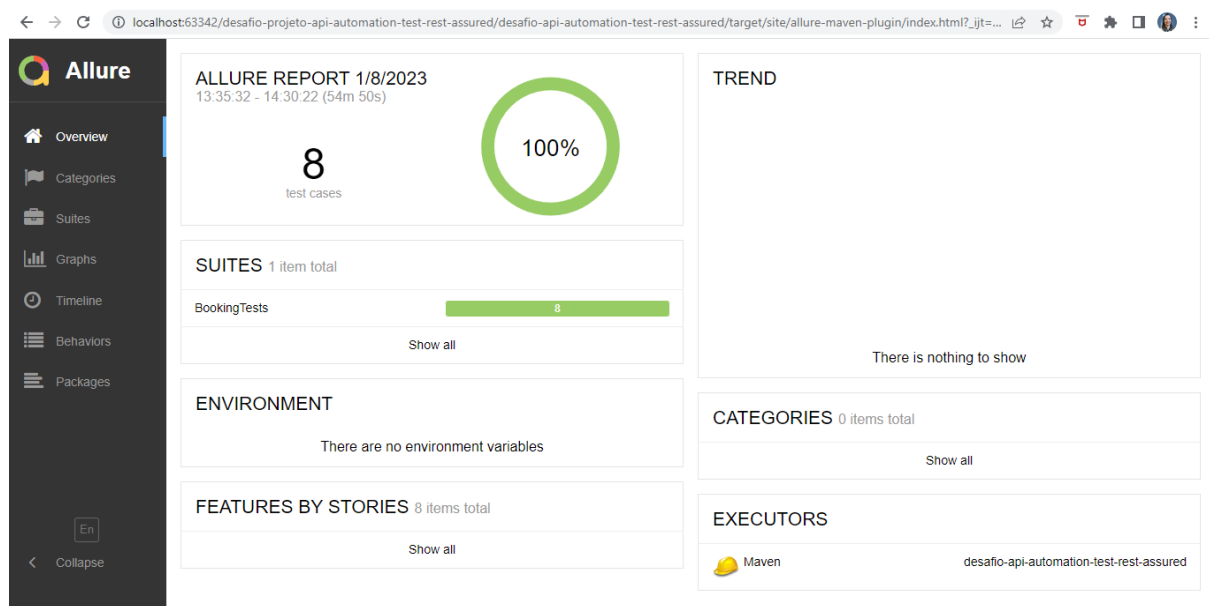 localhost:63342/desafio-projeto-api-automation-test-rest-assured/desafio-api-automation-test-rest-assured/target/site/allure-maven-plugin/index.html?_ijt=...
Allure
Overview
Categories
Suites
Graphs
Timeline
Behaviors
Packages
En
Collapse
ALLURE REPORT 1/8/2023
13:35:32 - 14:30:22 (54m 50s)
8
test cases
100%
SUITES 1 item total
BookingTests 8
Show all
ENVIRONMENT
There are no environment variables
FEATURES BY STORIES 8 items total
Show all
TREND
There is nothing to show
CATEGORIES 0 items total
Show all
EXECUTORS
Maven desafio-api-automation-test-rest-assured